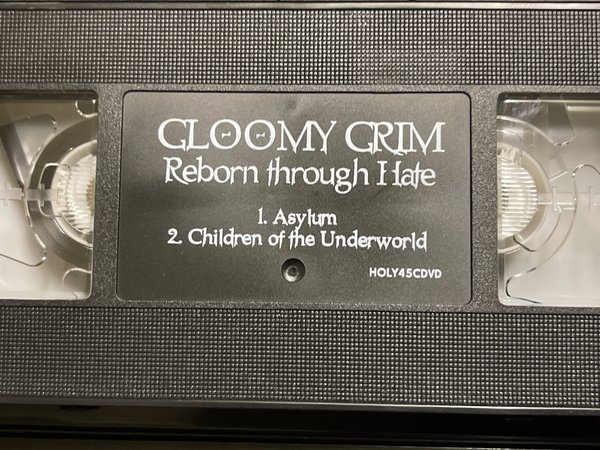 GLOOMY GRIM
Reborn through Hate
1. Asylum
2. Children of the Underworld
HOLY45CDVD